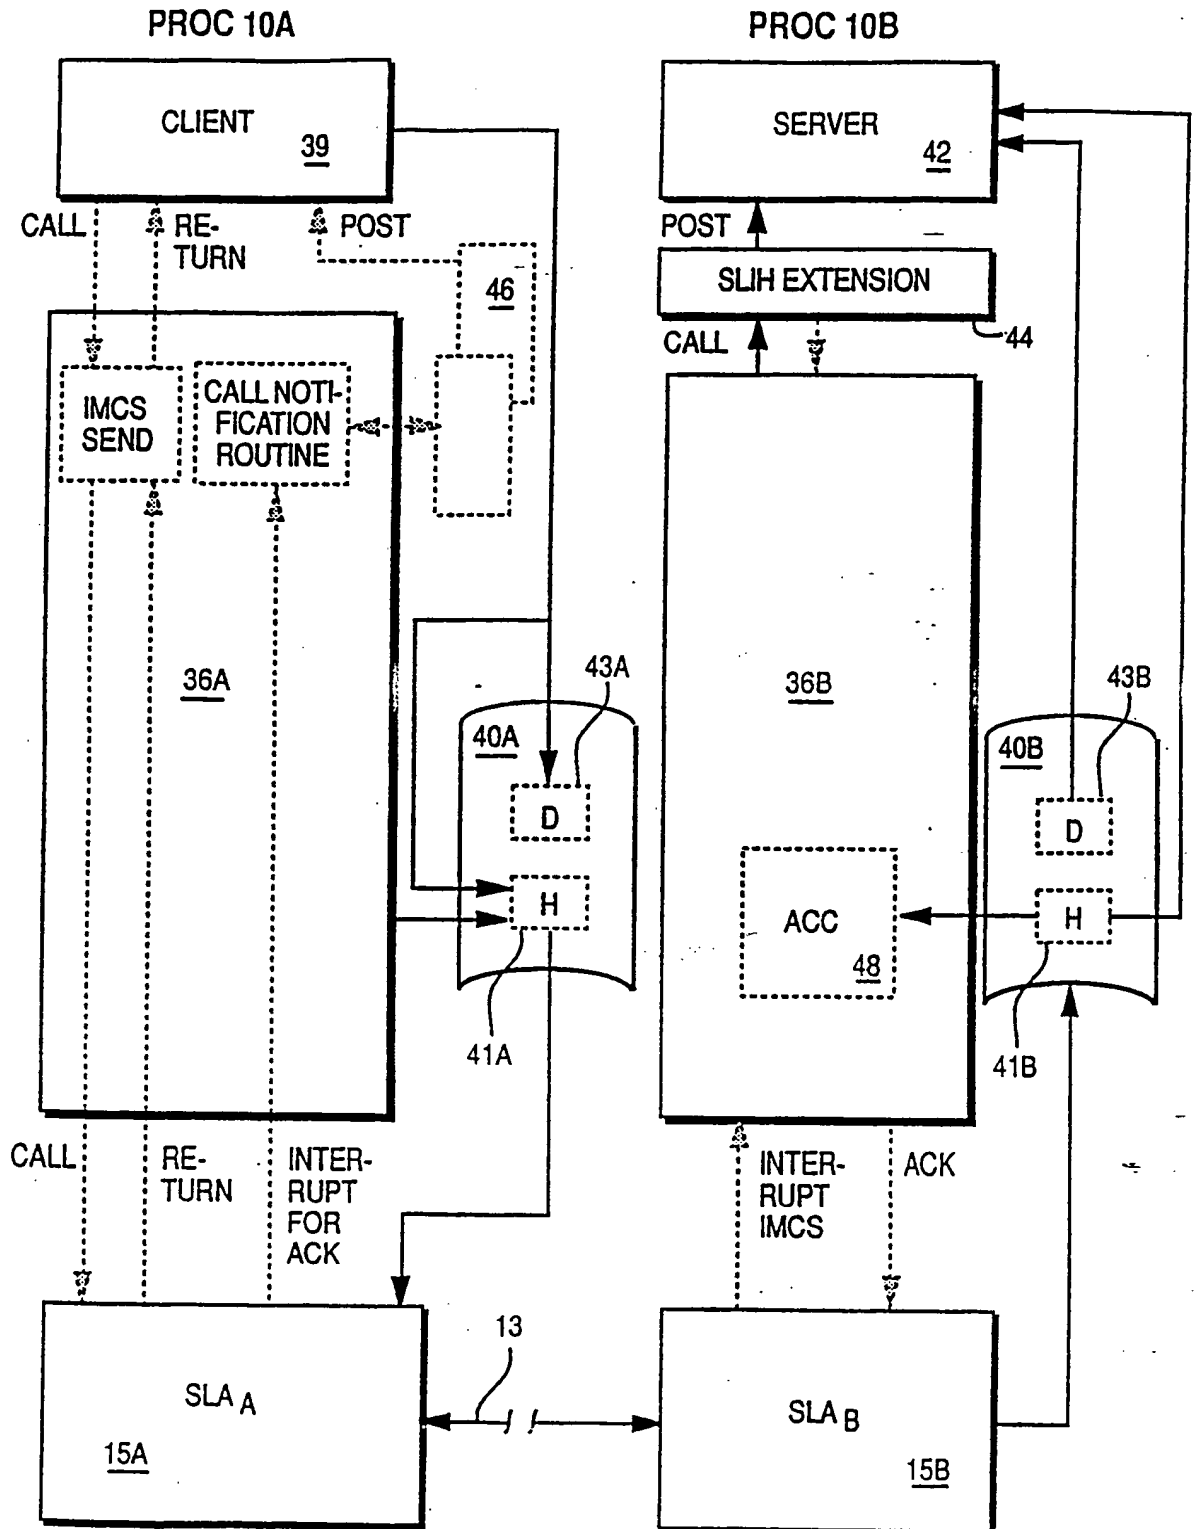 PROC 10A
PROC 10B
CLIENT
39
SERVER
42
CALL
RE-
TURN
POST
POST
46
SLIH EXTENSION
44
CALL
IMCS
SEND
CALL NOTI-
FICATION
ROUTINE
36A
43A
40A
D
H
41A
36B
43B
40B
D
H
41B
ACC
48
CALL
RE-
TURN
INTER-
RUPT
FOR
ACK
INTER-
RUPT
IMCS
ACK
13
SLA A
15A
SLA B
15B